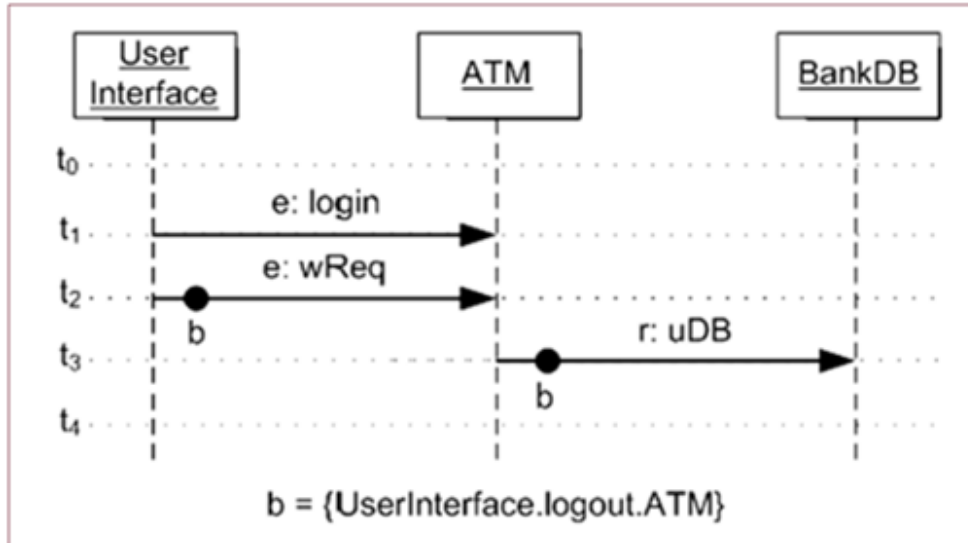 User
Interface
ATM
BankDB
t0
e: login
t1
e: wReq
t2
b
r: uDB
t3
b
t4
b = {UserInterface.logout.ATM}